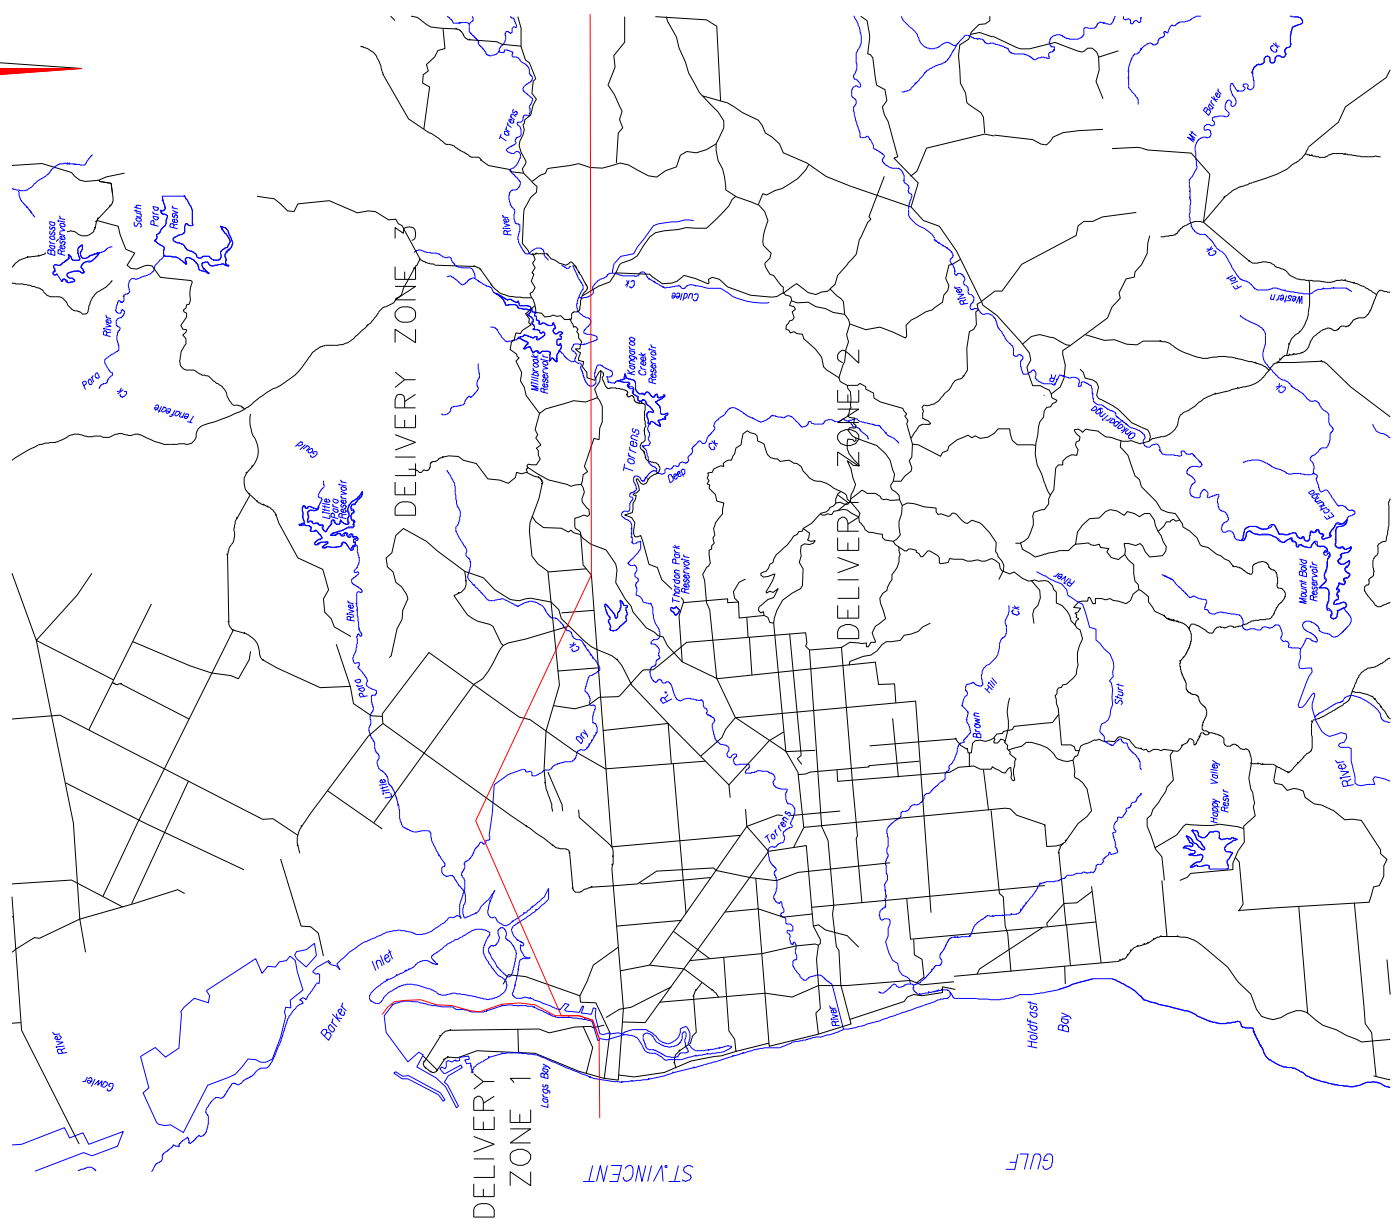 Torrens
River
Barossa
Reservoir
South
Para
Resvr
River
Para
Ck
Tenafeate
DELIVERY ZONE 3
Mt
Barker
Ck
Ck
Flat
Western
Ck
Cudlee
River
Millbrook
Reservoir
Kangaroo
Creek
Reservoir
DELIVERY ZONE 2
R.
Onkaparinga
Ck
Gould
Little
Para
Reservoir
Torrens
Deep
Ck
Echunga
Thordon Park
Reservoir
Mount Bold
Reservoir
River
Para
Little
River
Ck
Hill
Brown
Sturt
Ck
Dry
R.
Torrens
River
Happy Valley
Resvr
River
Inlet
Barker
River
Gawler
Holdfast
Bay
Largs Bay
DELIVERY
ZONE 1
ST.VINCENT
GULF